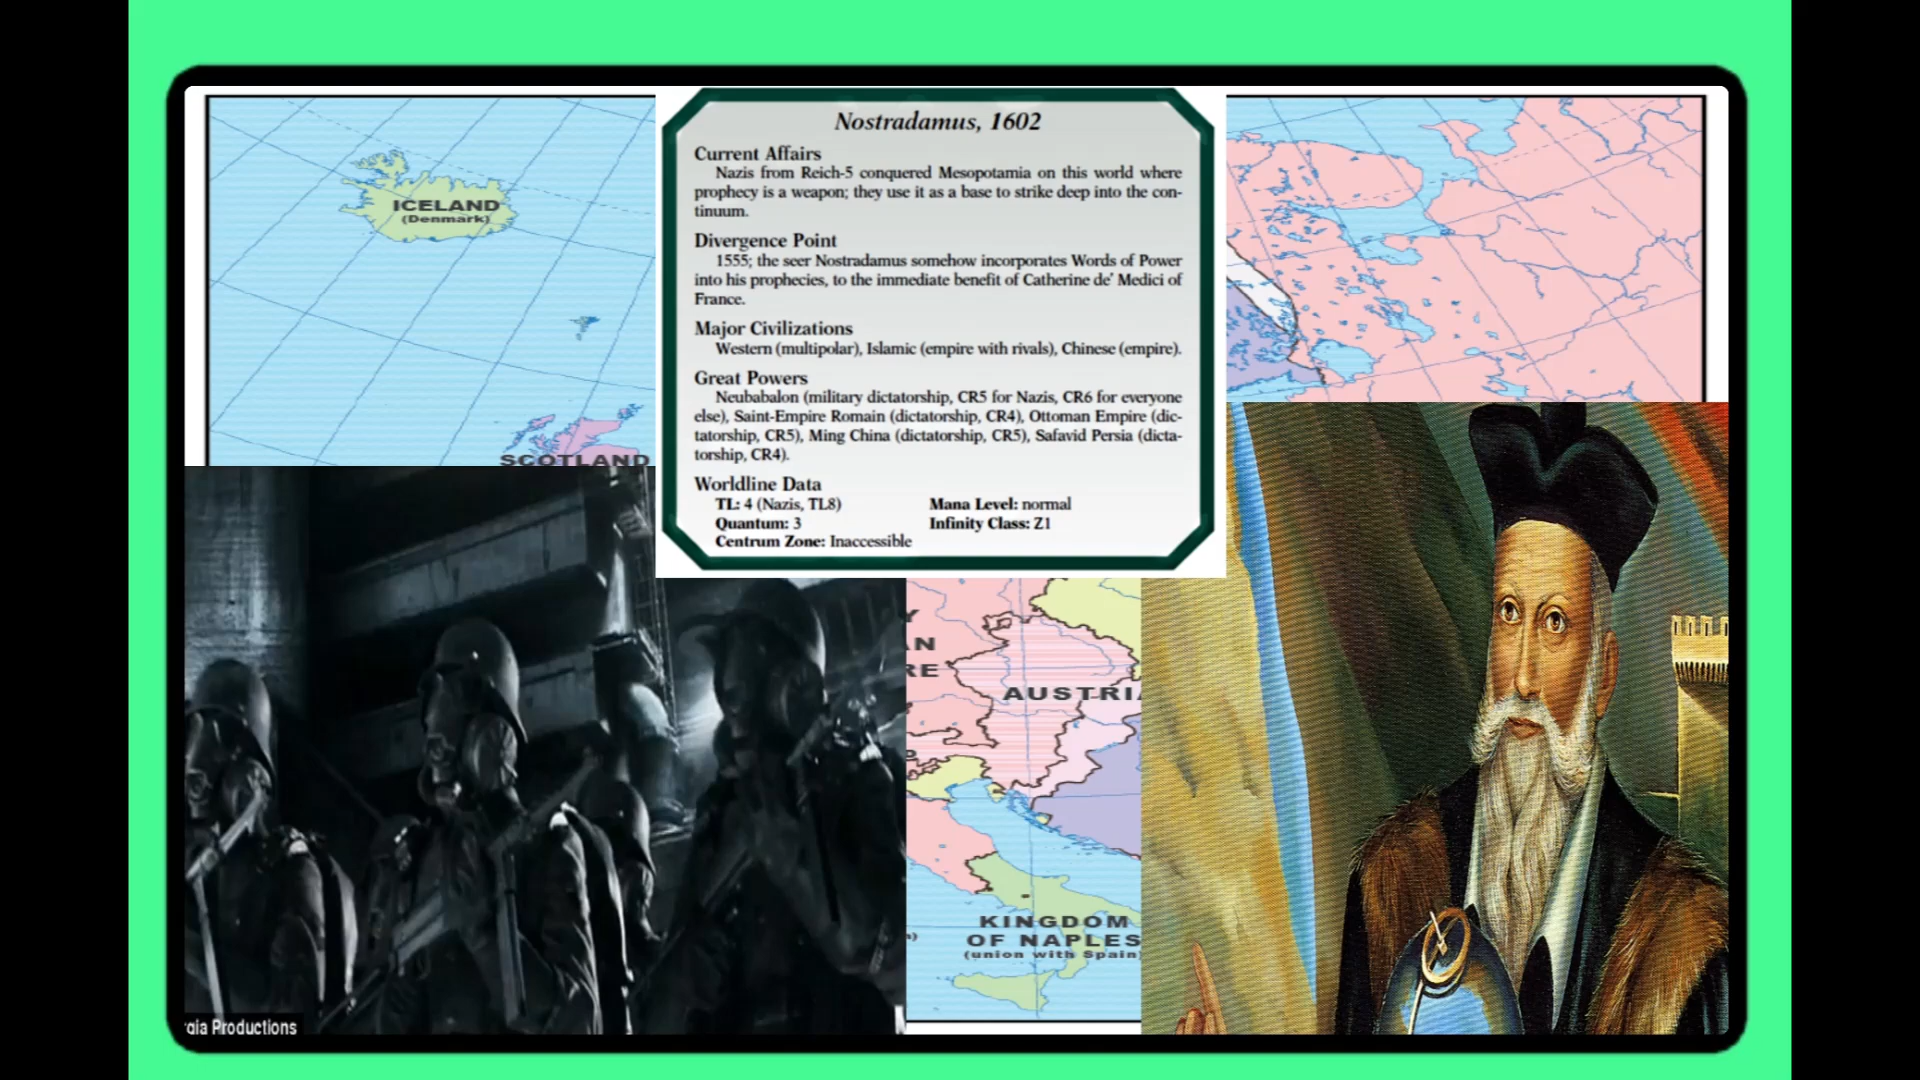 Nostradamus, 1602
Current Affairs
Nazis from Reich-5 conquered Mesopotamia on this world where
prophecy is a weapon; they use it as a base to strike deep into the con-
tinuum.
Divergence Point
1555; the seer Nostradamus somehow incorporates Words of Power
into his prophecies, to the immediate benefit of Catherine de' Medici of
France.
Major Civilizations
Western (multipolar), Islamic (empire with rivals), Chinese (empire).
Great Powers
Neubabalon (military dictatorship, CR5 for Nazis, CR6 for everyone
else), Saint-Empire Romain (dictatorship, CR4), Ottoman Empire (dic-
tatorship, CR5), Ming China (dictatorship, CR5), Safavid Persia (dicta-
torship, CR4).
Worldline Data
TL: 4 (Nazis, TL8) Mana Level: normal
Quantum: 3 Infinity Class: Z1
Centrum Zone: Inaccessible
ICELAND
(Denmark)
SCOTLAND
Y
AN
RE
AUSTRIA
KINGDOM
OF NAPLES
(union with Spain)
raia Productions